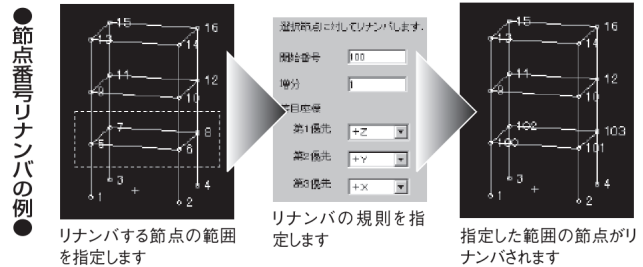 ●節点番号リナンバの例●
15
16
13
14
11
12
9
10
7
8
5
6
3
4
1
2
リナンバする節点の範囲
を指定します
選択節点に対してリナンバします.
開始番号 100
増分 1
着目座標
第1優先 +Z
第2優先 +Y
第3優先 +X
リナンバの規則を指
定します
15
16
13
14
11
12
9
10
102
103
100
101
3
4
1
2
指定した範囲の節点がリ
ナンバされます